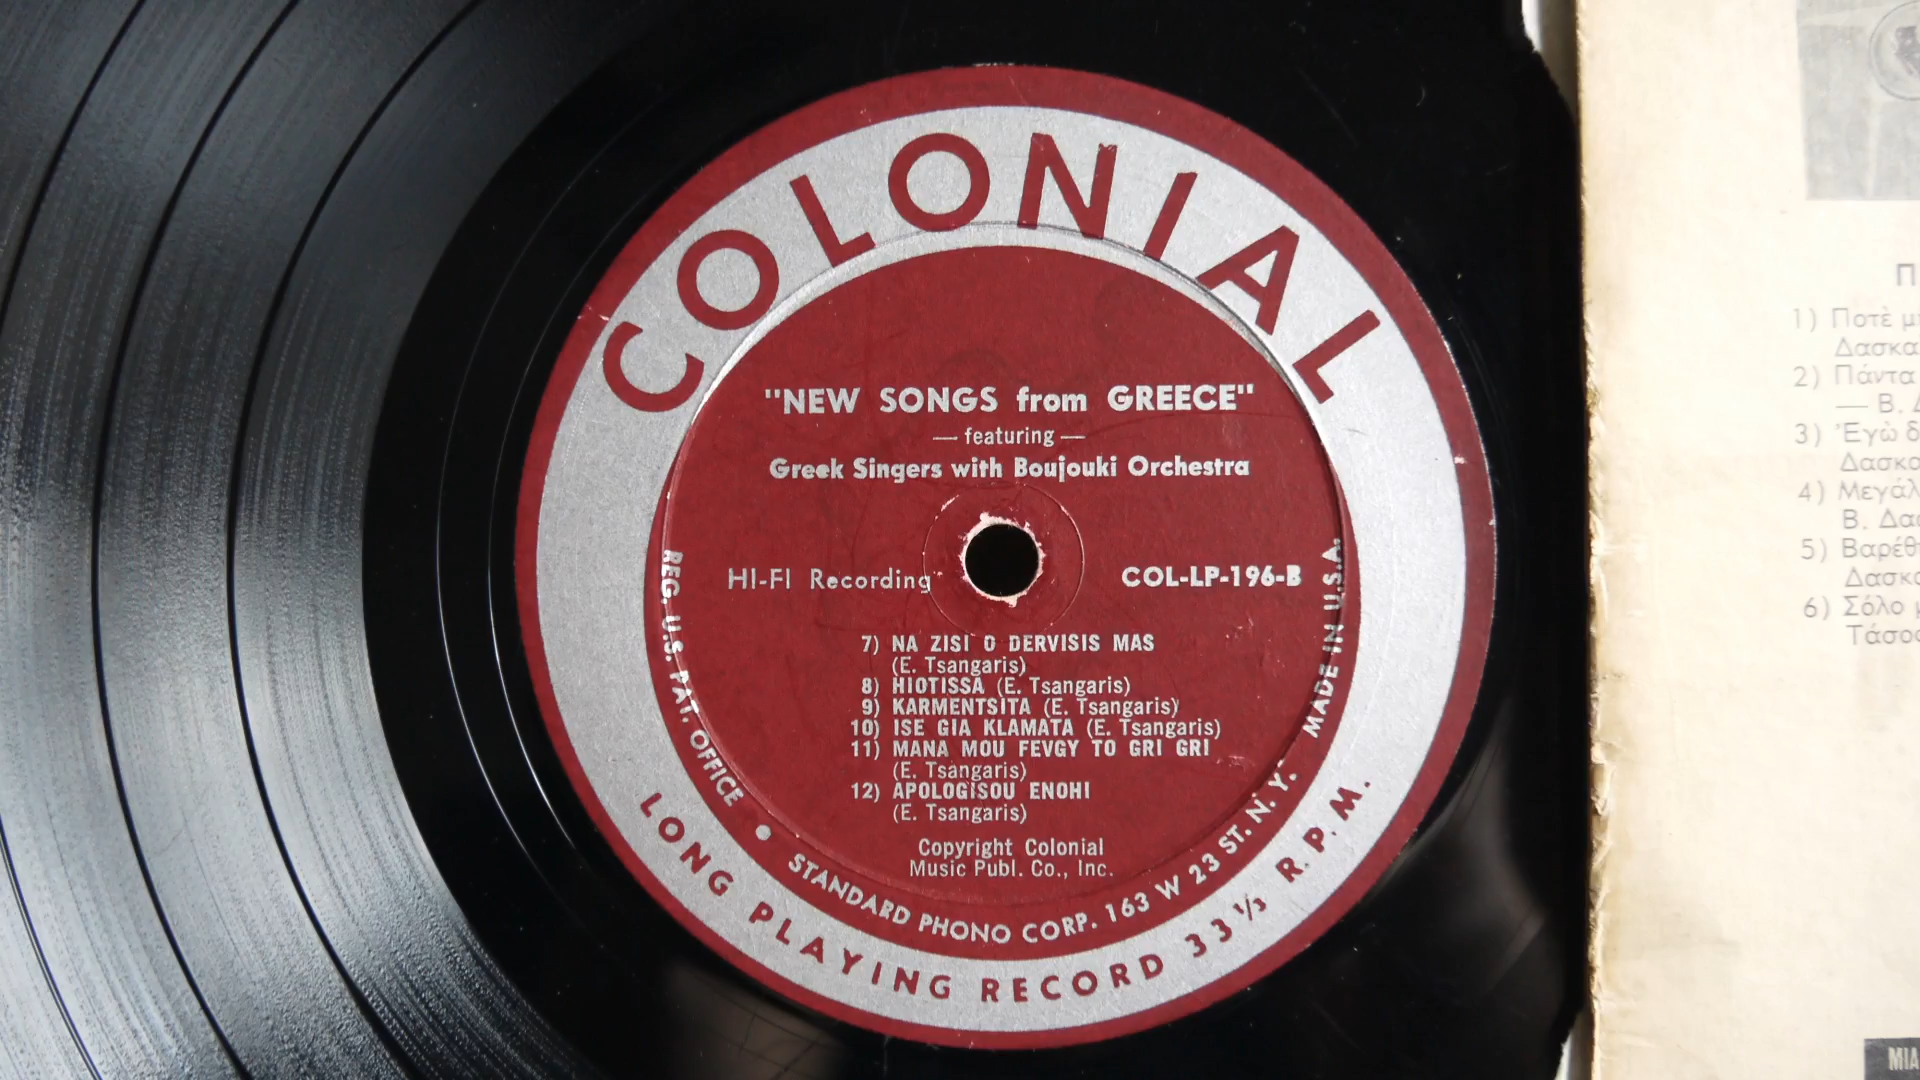 COLONIAL
"NEW SONGS from GREECE"
— featuring —
Greek Singers with Boujouki Orchestra
HI-FI Recording
COL-LP-196-B
7) NA ZISI O DERVISIS MAS
(E. Tsangaris)
8) HIOTISSA (E. Tsangaris)
9) KARMENTSITA (E. Tsangaris)
10) ISE GIA KLAMATA (E. Tsangaris)
11) MANA MOU FEVGY TO GRI GRI
(E. Tsangaris)
12) APOLOGISOU ENOHI
(E. Tsangaris)
Copyright Colonial
Music Publ. Co., Inc.
REG. U.S. PAT. OFFICE • STANDARD PHONO CORP. 163 W 23 ST. N.Y. MADE IN U.S.A.
LONG PLAYING RECORD 33 ⅓ R.P.M.
1) Ποτὲ
2) Πάντα
— Β.
3) Ἐγὼ
4)
Β.
5)
6) Σόλο